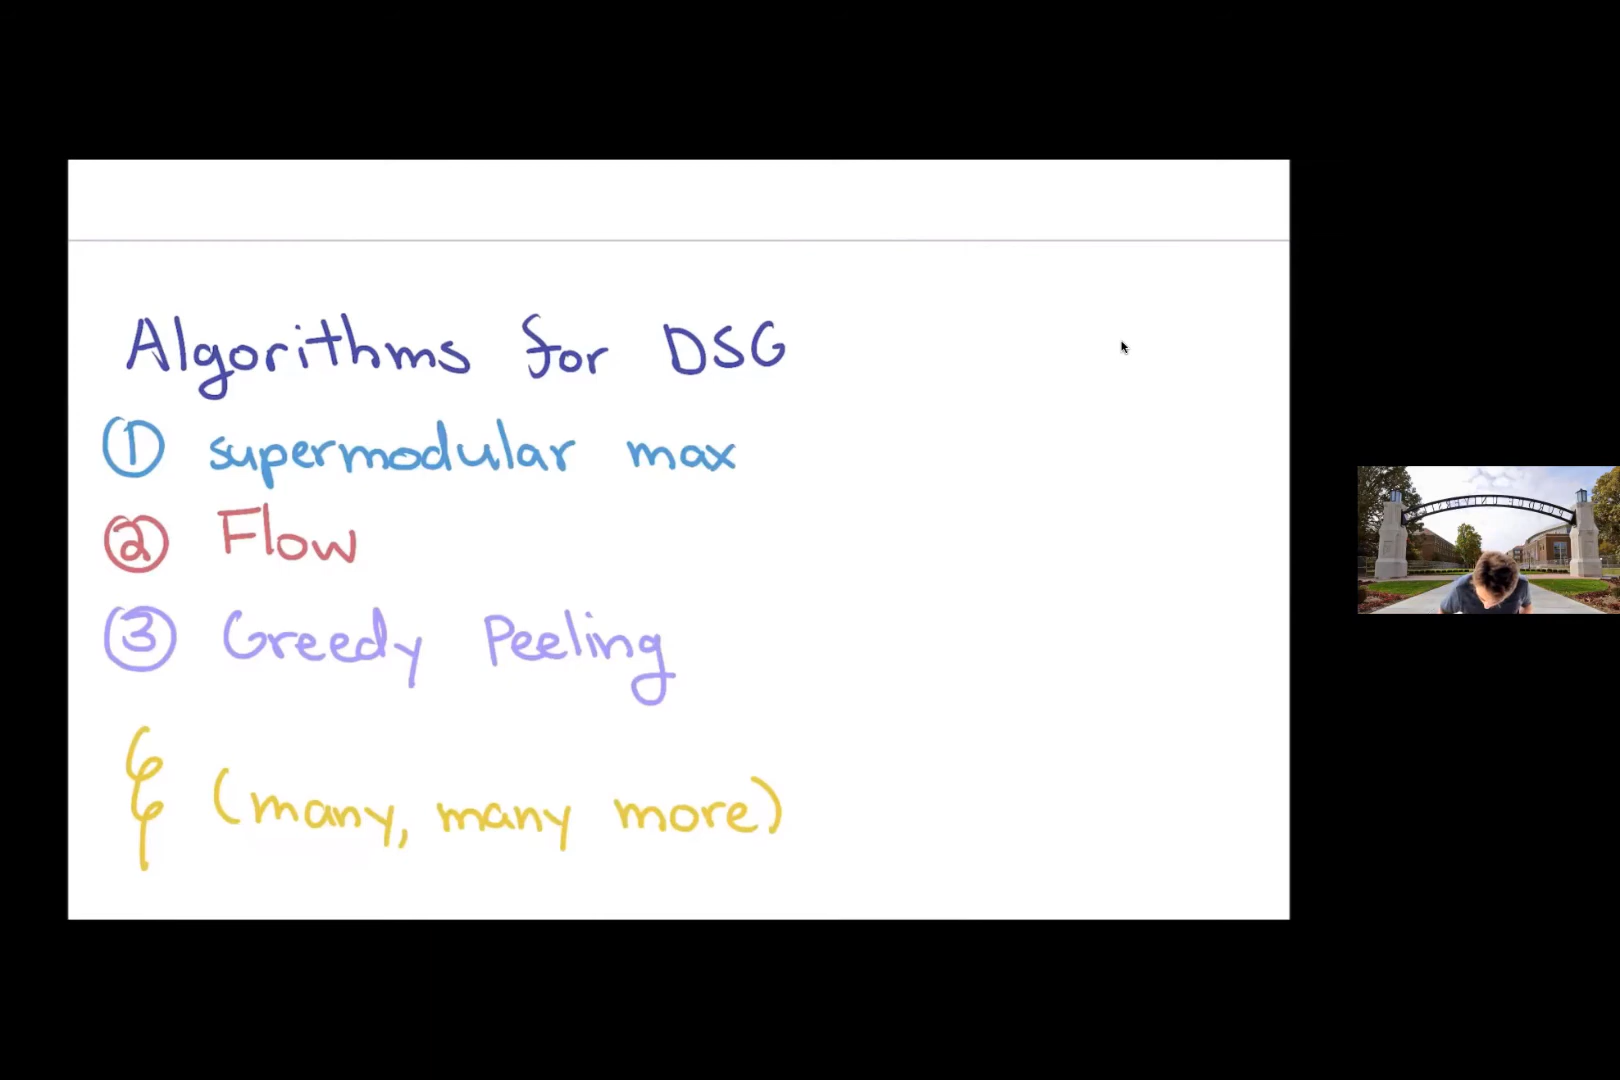 Algorithms for DSG
① supermodular max
② Flow
③ Greedy Peeling
(many, many more)